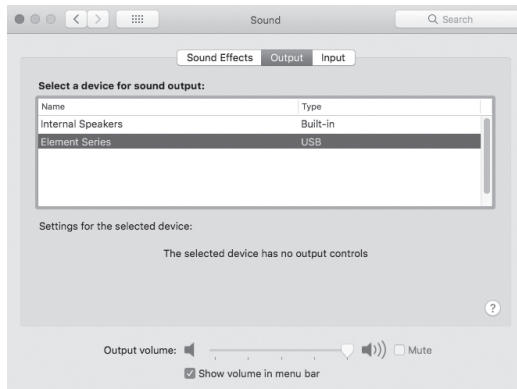 Sound
Search
Sound Effects Output Input
Select a device for sound output:
Name Type
Internal Speakers Built-in
Element Series USB
Settings for the selected device:
The selected device has no output controls
?
Output volume: Mute
Show volume in menu bar